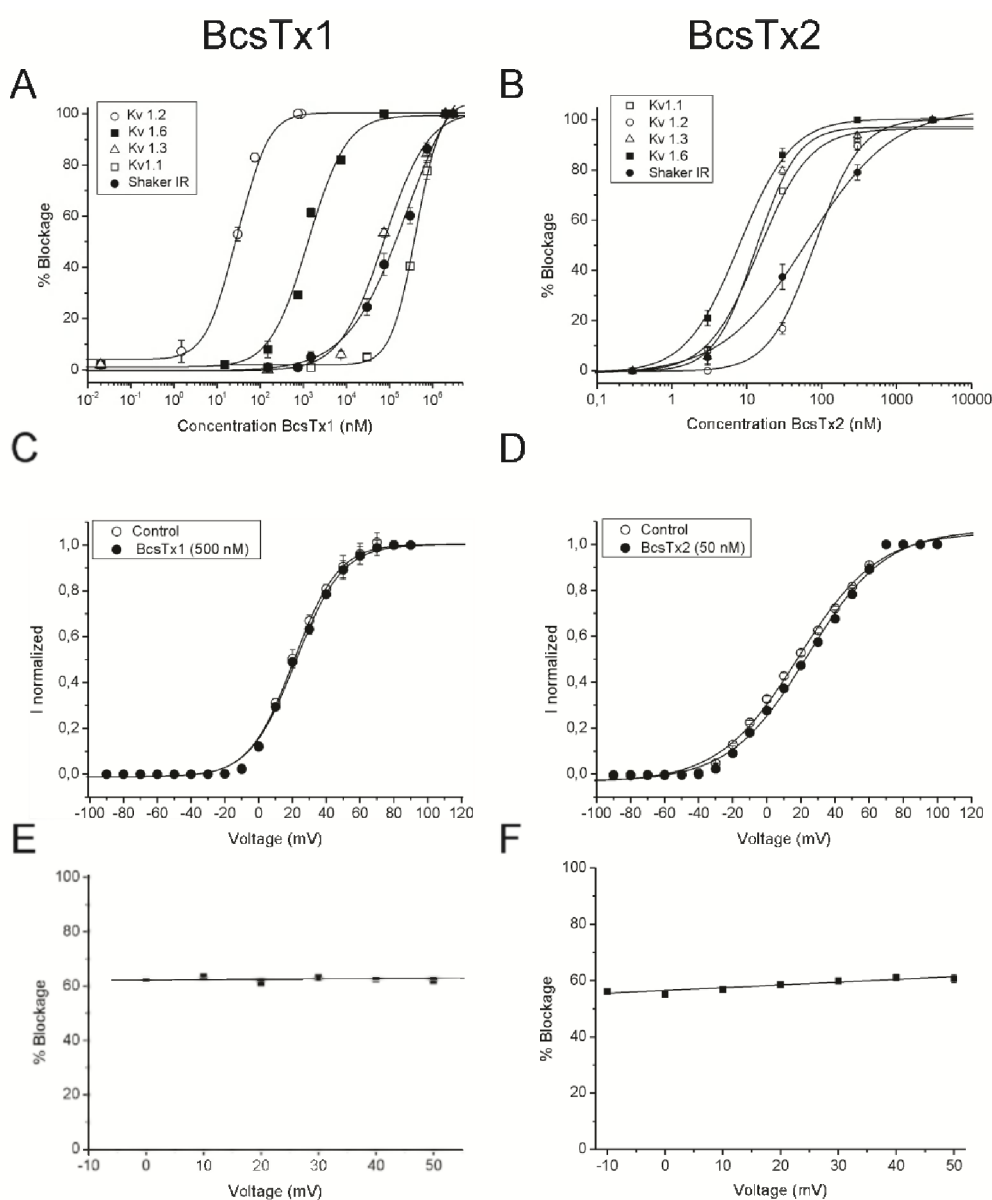 BcsTx1
BcsTx2
A
Kv 1.2
Kv 1.6
Kv 1.3
Kv1.1
Shaker IR
% Blockage
100
80
60
40
20
0
10-2 10-1 100 101 102 103 104 105 106
Concentration BcsTx1 (nM)
B
Kv1.1
Kv 1.2
Kv 1.3
Kv 1.6
Shaker IR
% Blockage
100
80
60
40
20
0
0,1 1 10 100 1000 10000
Concentration BcsTx2 (nM)
C
Control
BcsTx1 (500 nM)
I normalized
1,0
0,8
0,6
0,4
0,2
0,0
-100 -80 -60 -40 -20 0 20 40 60 80 100 120
Voltage (mV)
D
Control
BcsTx2 (50 nM)
I normalized
1,0
0,8
0,6
0,4
0,2
0,0
-100 -80 -60 -40 -20 0 20 40 60 80 100 120
Voltage (mV)
E
% Blockage
100
80
60
40
20
0
-10 0 10 20 30 40 50
Voltage (mV)
F
% Blockage
100
80
60
40
20
0
-10 0 10 20 30 40 50
Voltage (mV)